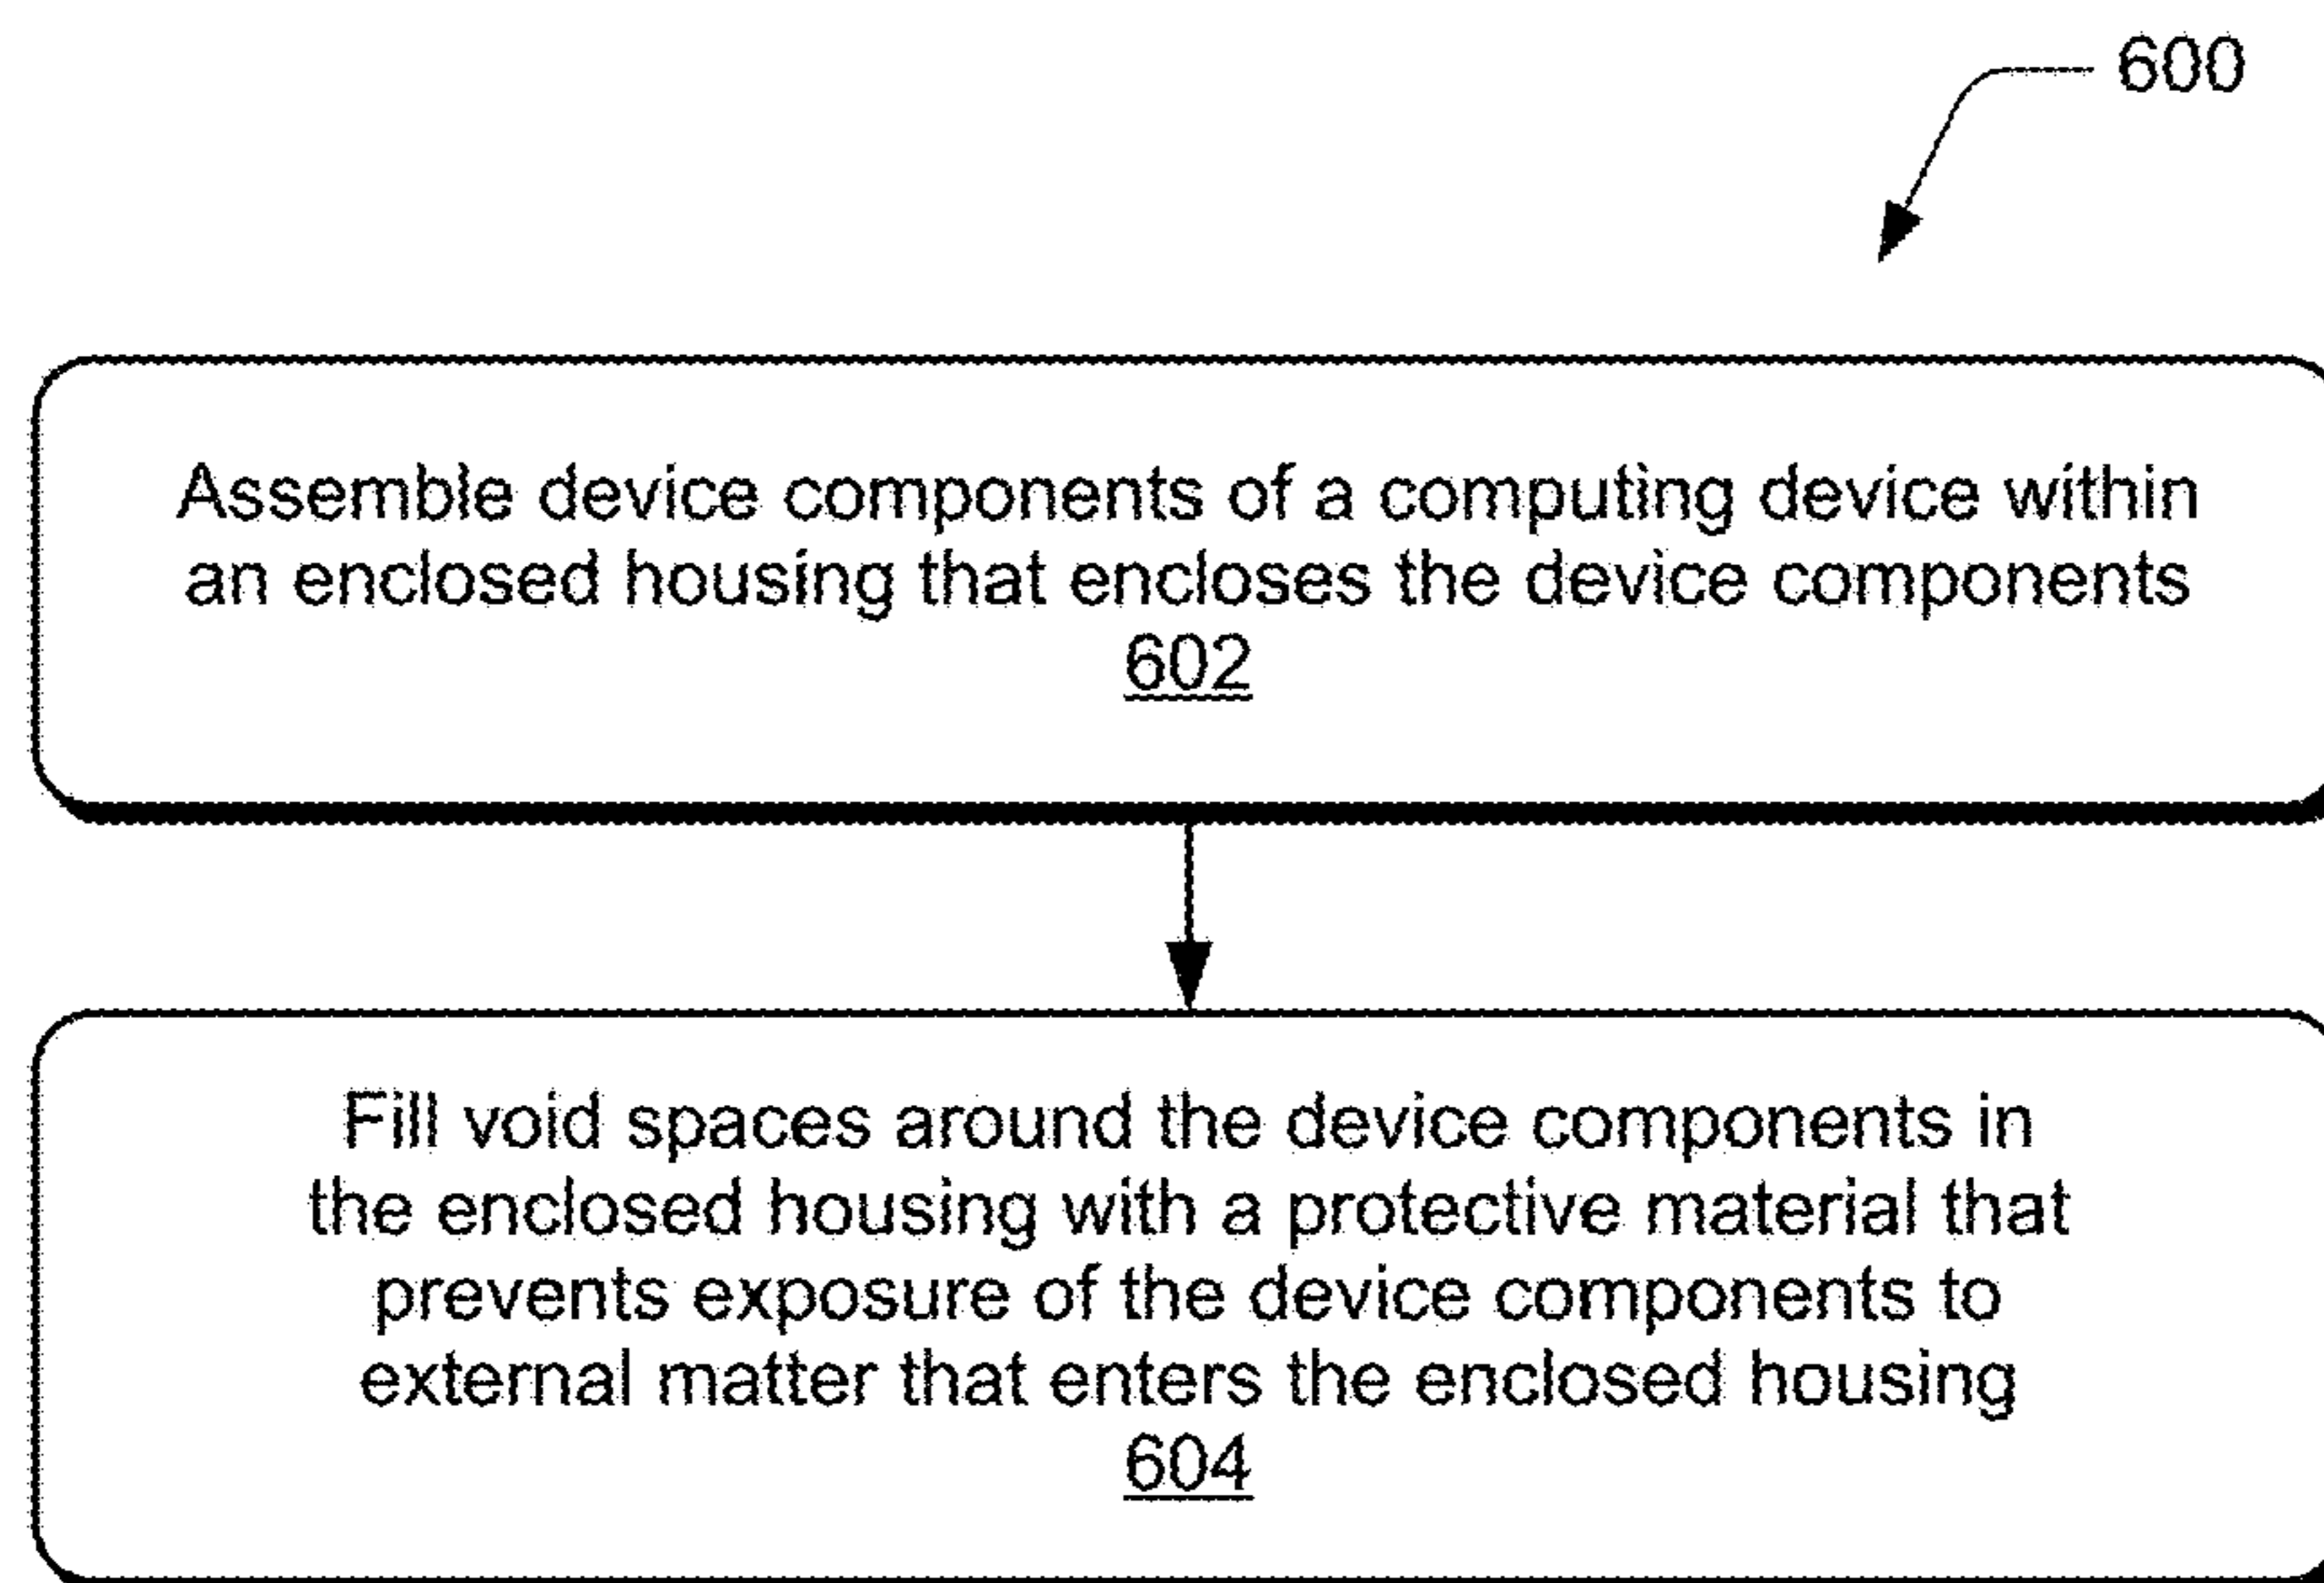 600
Assemble device components of a computing device within
an enclosed housing that encloses the device components
602
Fill void spaces around the device components in
the enclosed housing with a protective material that
prevents exposure of the device components to
external matter that enters the enclosed housing
604